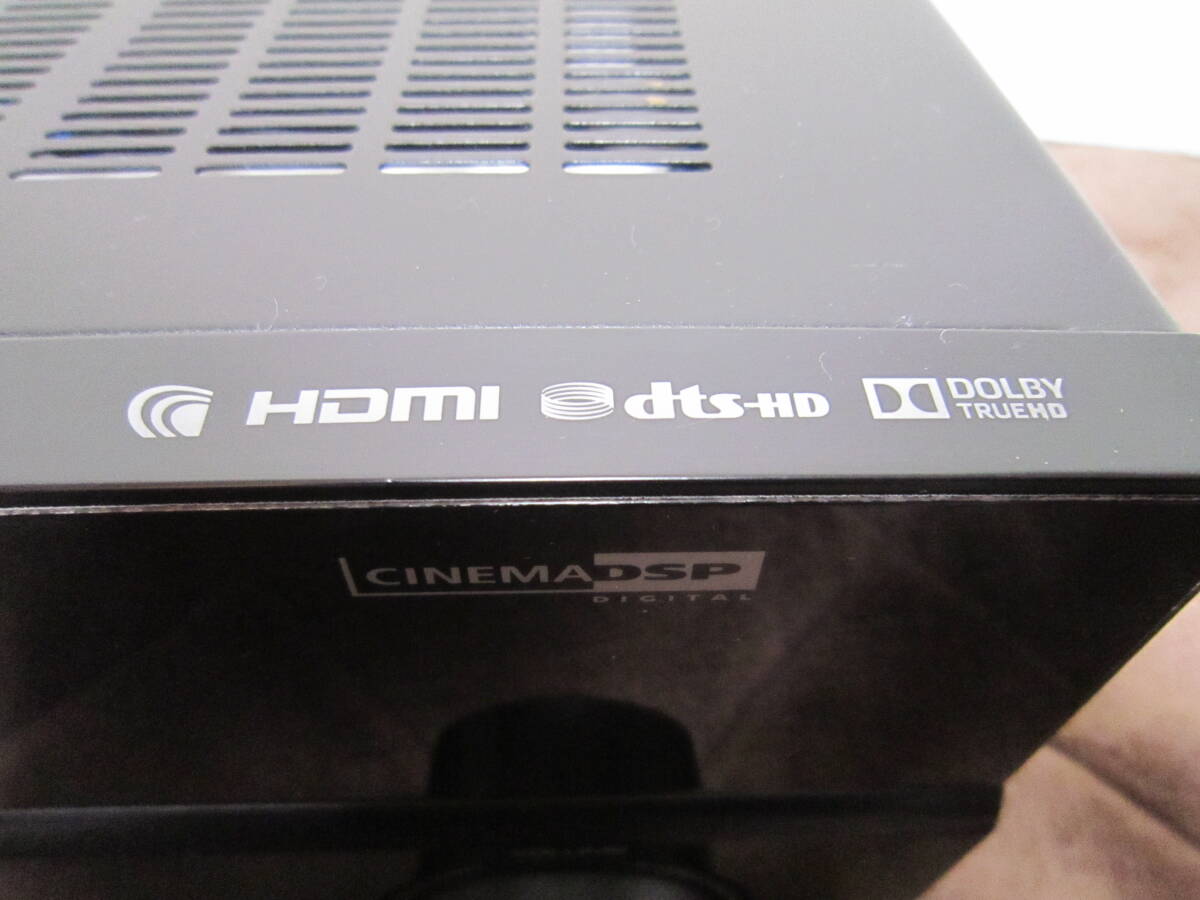 HDMI dts-HD DOLBY
TRUEHD
CINEMA DSP
DIGITAL